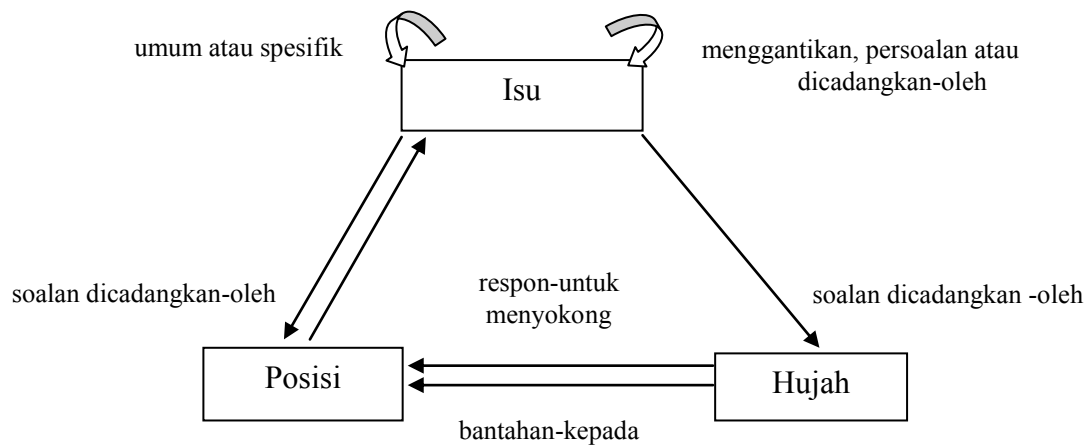 umum atau spesifik
menggantikan, persoalan atau
dicadangkan-oleh
Isu
soalan dicadangkan-oleh
respon-untuk
menyokong
soalan dicadangkan -oleh
Posisi
Hujah
bantahan-kepada